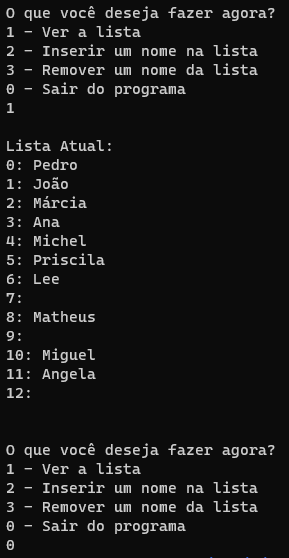 O que você deseja fazer agora?
1 - Ver a lista
2 - Inserir um nome na lista
3 - Remover um nome da lista
0 - Sair do programa
1
Lista Atual:
0: Pedro
1: João
2: Márcia
3: Ana
4: Michel
5: Priscila
6: Lee
7:
8: Matheus
9:
10: Miguel
11: Angela
12:
O que você deseja fazer agora?
1 - Ver a lista
2 - Inserir um nome na lista
3 - Remover um nome da lista
0 - Sair do programa
0